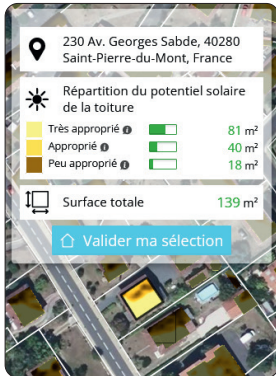 230 Av. Georges Sabde, 40280
Saint-Pierre-du-Mont, France
Répartition du potentiel solaire
de la toiture
Très approprié 81 m²
Approprié 40 m²
Peu approprié 18 m²
Surface totale 139 m²
Valider ma sélection